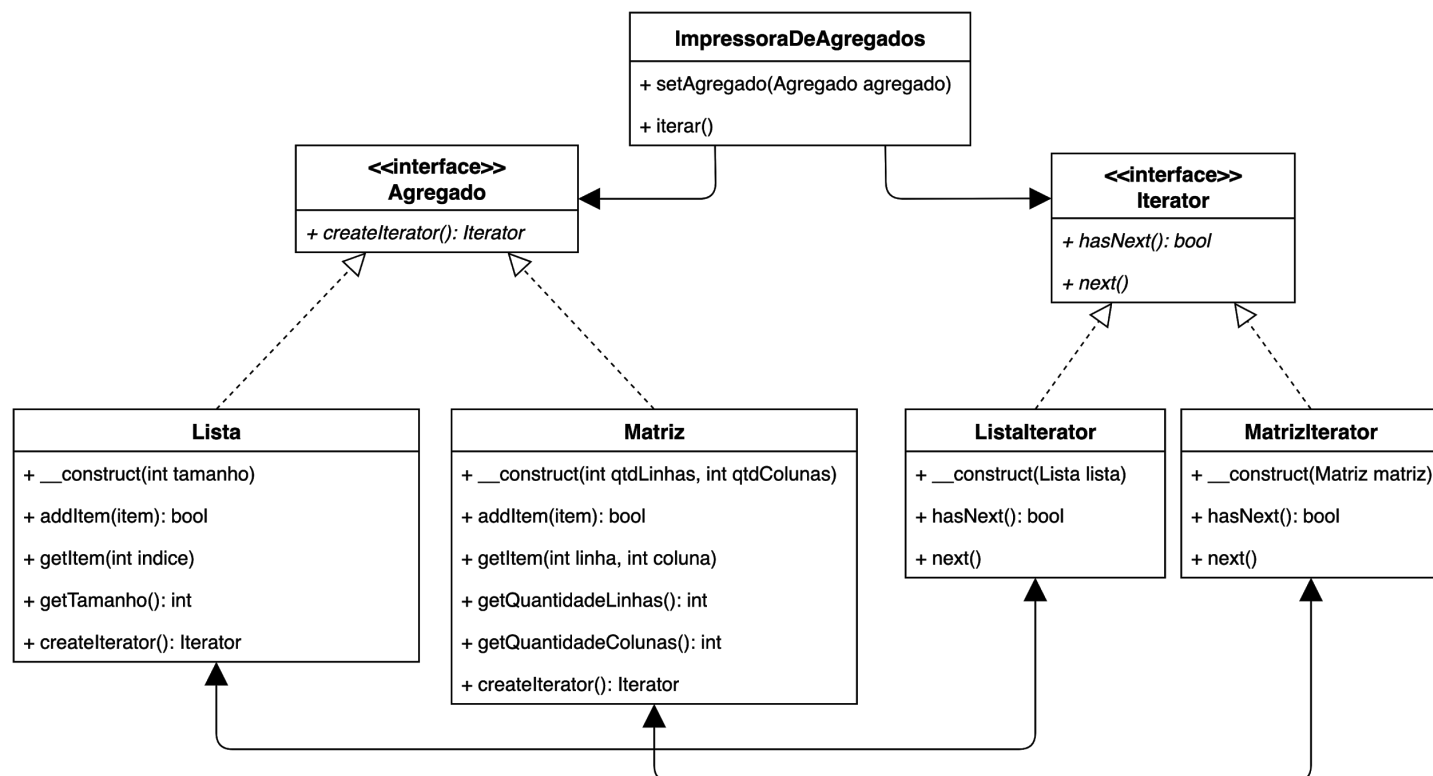 ImpressoraDeAgregados
+ setAgregado(Agregado agregado)
+ iterar()
<<interface>>
Agregado
+ createIterator(): Iterator
<<interface>>
Iterator
+ hasNext(): bool
+ next()
Lista
+ __construct(int tamanho)
+ addItem(item): bool
+ getItem(int indice)
+ getTamanho(): int
+ createIterator(): Iterator
Matriz
+ __construct(int qtdLinhas, int qtdColunas)
+ addItem(item): bool
+ getItem(int linha, int coluna)
+ getQuantidadeLinhas(): int
+ getQuantidadeColunas(): int
+ createIterator(): Iterator
ListaIterator
+ __construct(Lista lista)
+ hasNext(): bool
+ next()
MatrizIterator
+ __construct(Matriz matriz)
+ hasNext(): bool
+ next()